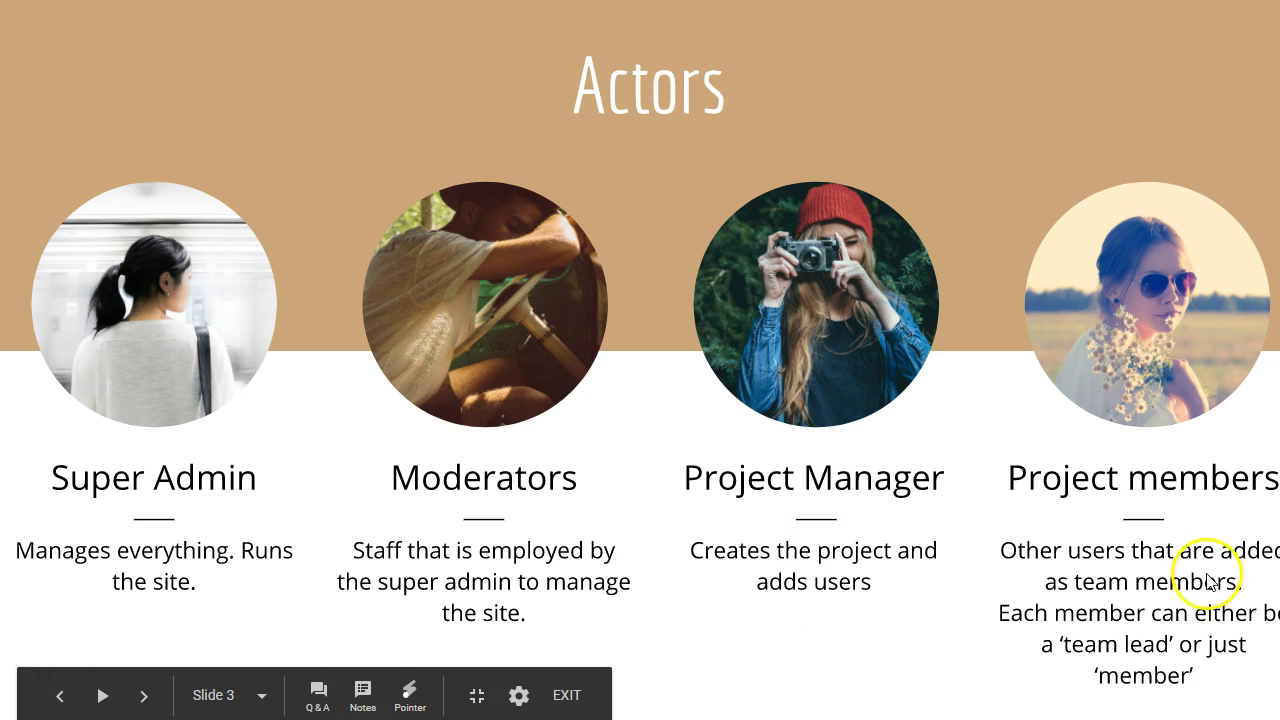 Actors
Super Admin
Manages everything. Runs
the site.
Moderators
Staff that is employed by
the super admin to manage
the site.
Project Manager
Creates the project and
adds users
Project members
Other users that are added
as team members.
Each member can either be
a ‘team lead’ or just
‘member’
Slide 3
Q & A
Notes
Pointer
EXIT